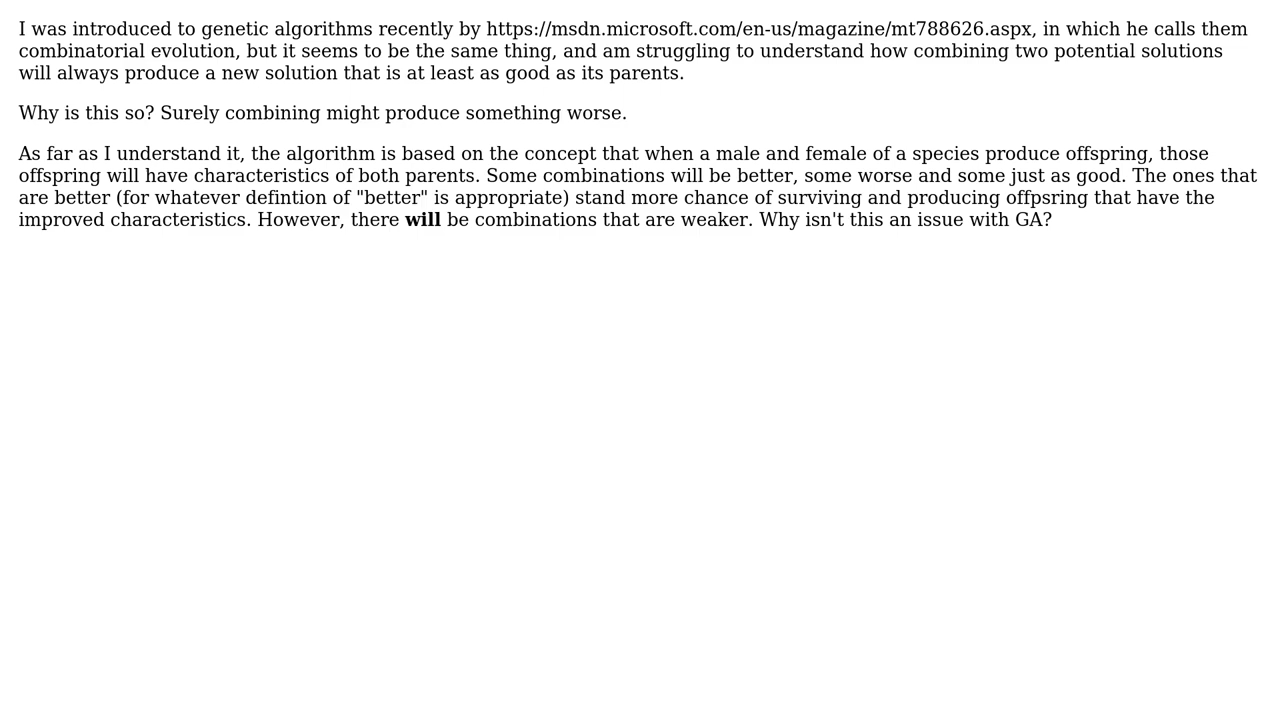 I was introduced to genetic algorithms recently by https://msdn.microsoft.com/en-us/magazine/mt788626.aspx, in which he calls them
combinatorial evolution, but it seems to be the same thing, and am struggling to understand how combining two potential solutions
will always produce a new solution that is at least as good as its parents.
Why is this so? Surely combining might produce something worse.
As far as I understand it, the algorithm is based on the concept that when a male and female of a species produce offspring, those
offspring will have characteristics of both parents. Some combinations will be better, some worse and some just as good. The ones that
are better (for whatever defintion of "better" is appropriate) stand more chance of surviving and producing offpsring that have the
improved characteristics. However, there will be combinations that are weaker. Why isn't this an issue with GA?